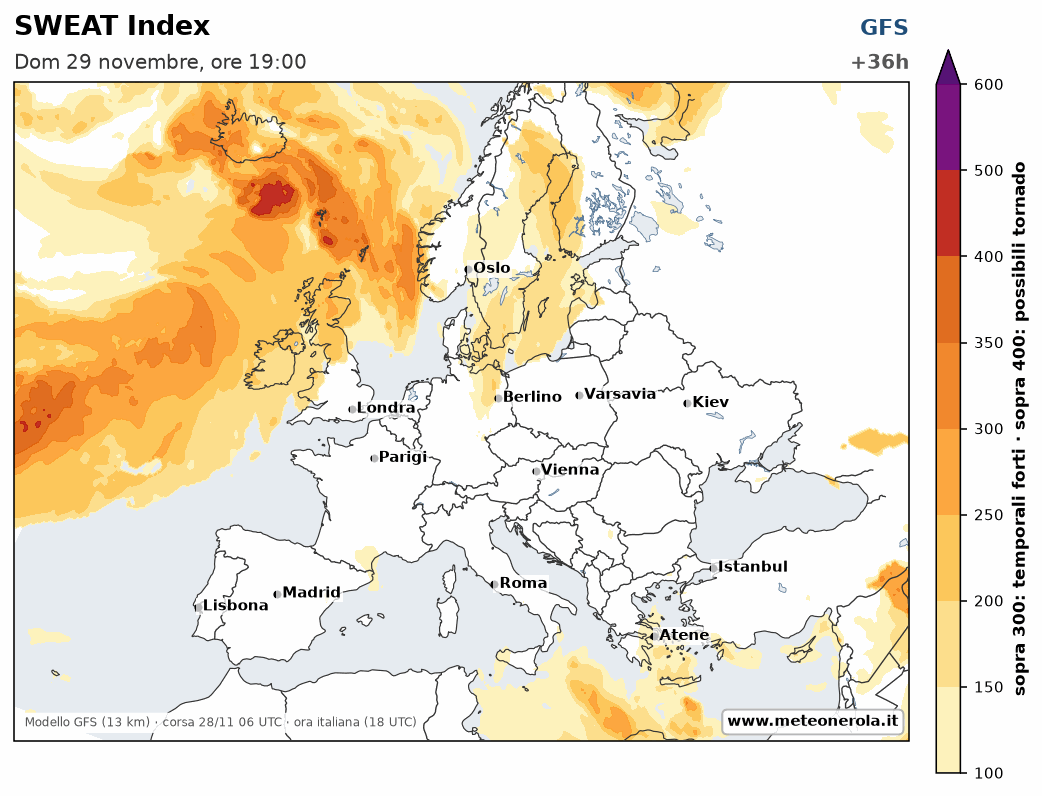 SWEAT Index
GFS
Dom 29 novembre, ore 19:00
+36h
Oslo
Berlino
Varsavia
Kiev
Londra
Parigi
Vienna
Istanbul
Roma
Madrid
Lisbona
Atene
Modello GFS (13 km) · corsa 28/11 06 UTC · ora italiana (18 UTC)
www.meteonerola.it
600
500
400
350
300
250
200
150
100
sopra 300: temporali forti · sopra 400: possibili tornado